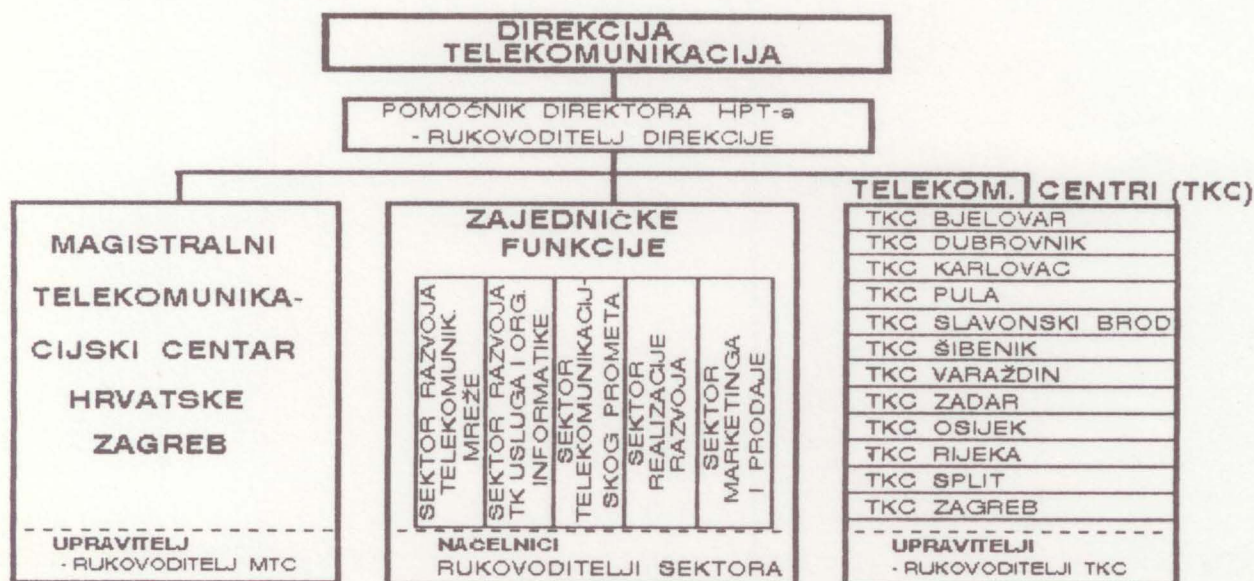 DIREKCIJA
TELEKOMUNIKACIJA
POMOČNIK DIREKTORA HPT-a
- RUKOVODITELJ DIREKCIJE
MAGISTRALNI
TELEKOMUNIKA-
CIJSKI CENTAR
HRVATSKE
ZAGREB
UPRAVITELJ
- RUKOVODITELJ MTC
ZAJEDNIČKE
FUNKCIJE
SEKTOR RAZVOJA
TELEKOMUNIK.
MREŽE
SEKTOR RAZVOJA
TK USLUGA I ORG.
INFORMATIKE
SEKTOR
TELEKOMUNIKACIJ-
SKOG PROMETA
SEKTOR
REALIZACIJE
RAZVOJA
SEKTOR
MARKETINGA
I PRODAJE
NAČELNICI
RUKOVODITELJI SEKTORA
TELEKOM. CENTRI (TKC)
TKC BJELOVAR
TKC DUBROVNIK
TKC KARLOVAC
TKC PULA
TKC SLAVONSKI BROD
TKC ŠIBENIK
TKC VARAŽDIN
TKC ZADAR
TKC OSIJEK
TKC RIJEKA
TKC SPLIT
TKC ZAGREB
UPRAVITELJI
- RUKOVODITELJI TKC